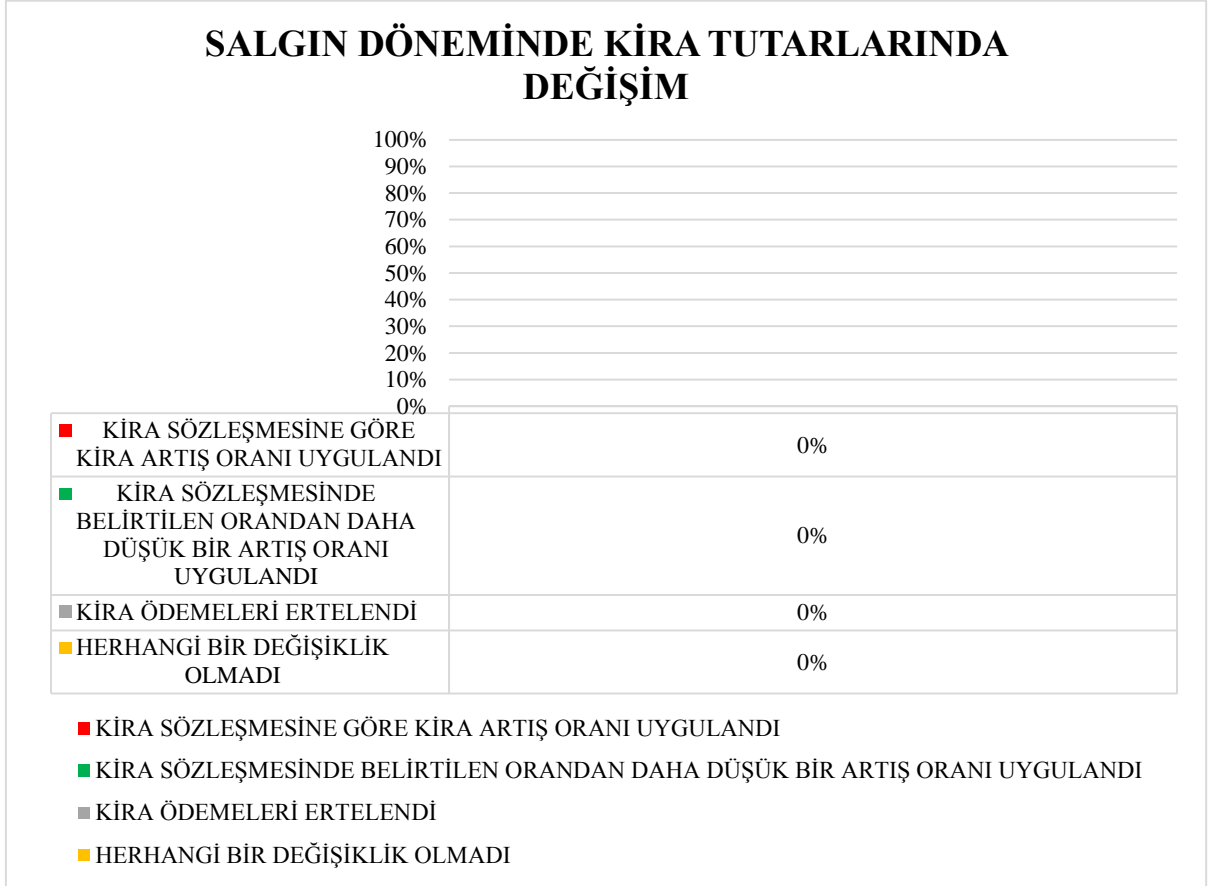 SALGIN DÖNEMİNDE KİRA TUTARLARINDA
DEĞİŞİM
100%
90%
80%
70%
60%
50%
40%
30%
20%
10%
0%
KİRA SÖZLEŞMESİNE GÖRE
KİRA ARTIŞ ORANI UYGULANDI
0%
KİRA SÖZLEŞMESİNDE
BELİRTİLEN ORANDAN DAHA
DÜŞÜK BİR ARTIŞ ORANI
UYGULANDI
0%
KİRA ÖDEMELERİ ERTELENDİ
0%
HERHANGİ BİR DEĞİŞİKLİK
OLMADI
0%
KİRA SÖZLEŞMESİNE GÖRE KİRA ARTIŞ ORANI UYGULANDI
KİRA SÖZLEŞMESİNDE BELİRTİLEN ORANDAN DAHA DÜŞÜK BİR ARTIŞ ORANI UYGULANDI
KİRA ÖDEMELERİ ERTELENDİ
HERHANGİ BİR DEĞİŞİKLİK OLMADI